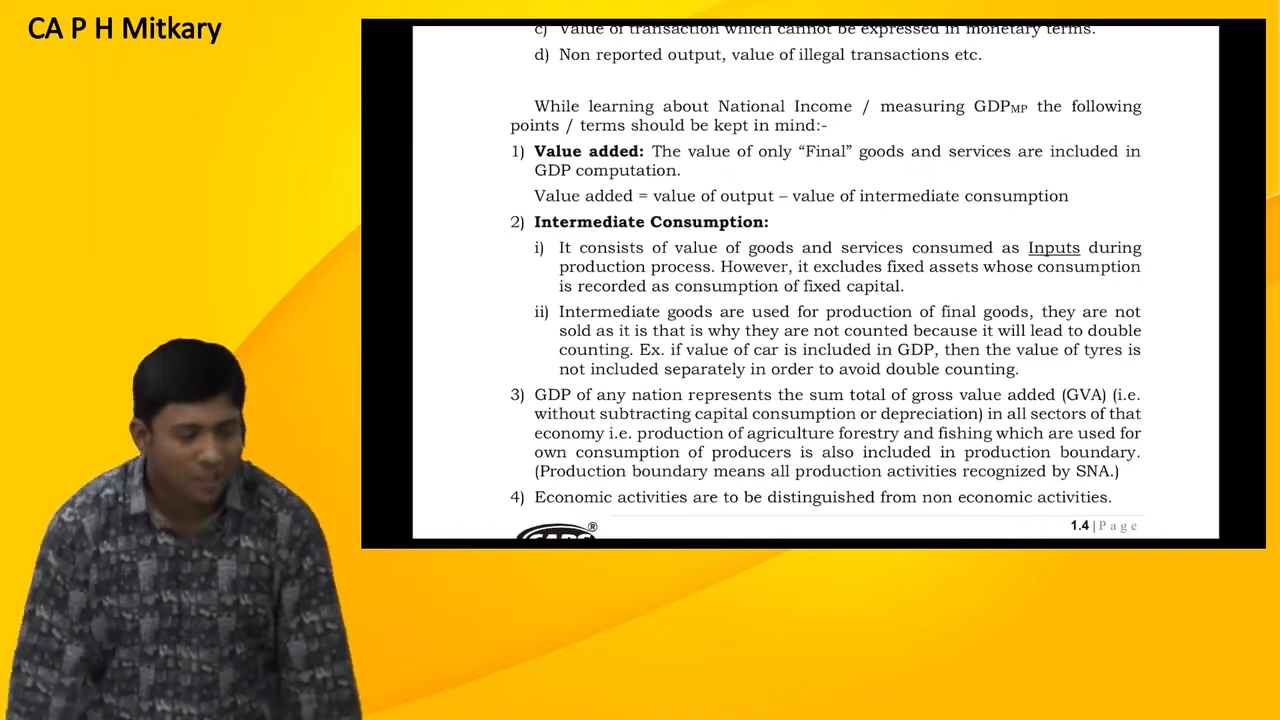 CA P H Mitkary
c) Value of transaction which cannot be expressed in monetary terms.
d) Non reported output, value of illegal transactions etc.
While learning about National Income / measuring GDPMP the following
points / terms should be kept in mind:-
1) Value added: The value of only “Final” goods and services are included in
GDP computation.
Value added = value of output – value of intermediate consumption
2) Intermediate Consumption:
i) It consists of value of goods and services consumed as Inputs during
production process. However, it excludes fixed assets whose consumption
is recorded as consumption of fixed capital.
ii) Intermediate goods are used for production of final goods, they are not
sold as it is that is why they are not counted because it will lead to double
counting. Ex. if value of car is included in GDP, then the value of tyres is
not included separately in order to avoid double counting.
3) GDP of any nation represents the sum total of gross value added (GVA) (i.e.
without subtracting capital consumption or depreciation) in all sectors of that
economy i.e. production of agriculture forestry and fishing which are used for
own consumption of producers is also included in production boundary.
(Production boundary means all production activities recognized by SNA.)
4) Economic activities are to be distinguished from non economic activities.
®
1.4 | P a g e